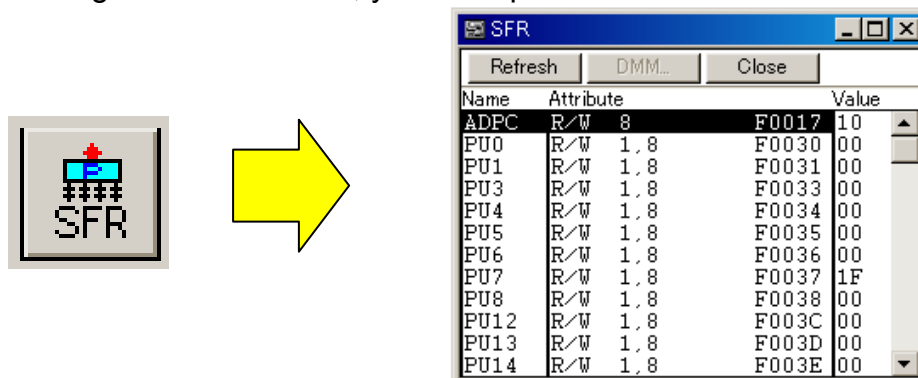 SFR
Refresh DMM... Close
Name Attribute Value
ADPC R/W 8 F0017 10
PU0 R/W 1,8 F0030 00
PU1 R/W 1,8 F0031 00
PU3 R/W 1,8 F0033 00
PU4 R/W 1,8 F0034 00
PU5 R/W 1,8 F0035 00
PU6 R/W 1,8 F0036 00
PU7 R/W 1,8 F0037 1F
PU8 R/W 1,8 F0038 00
PU12 R/W 1,8 F003C 00
PU13 R/W 1,8 F003D 00
PU14 R/W 1,8 F003E 00
P
SFR